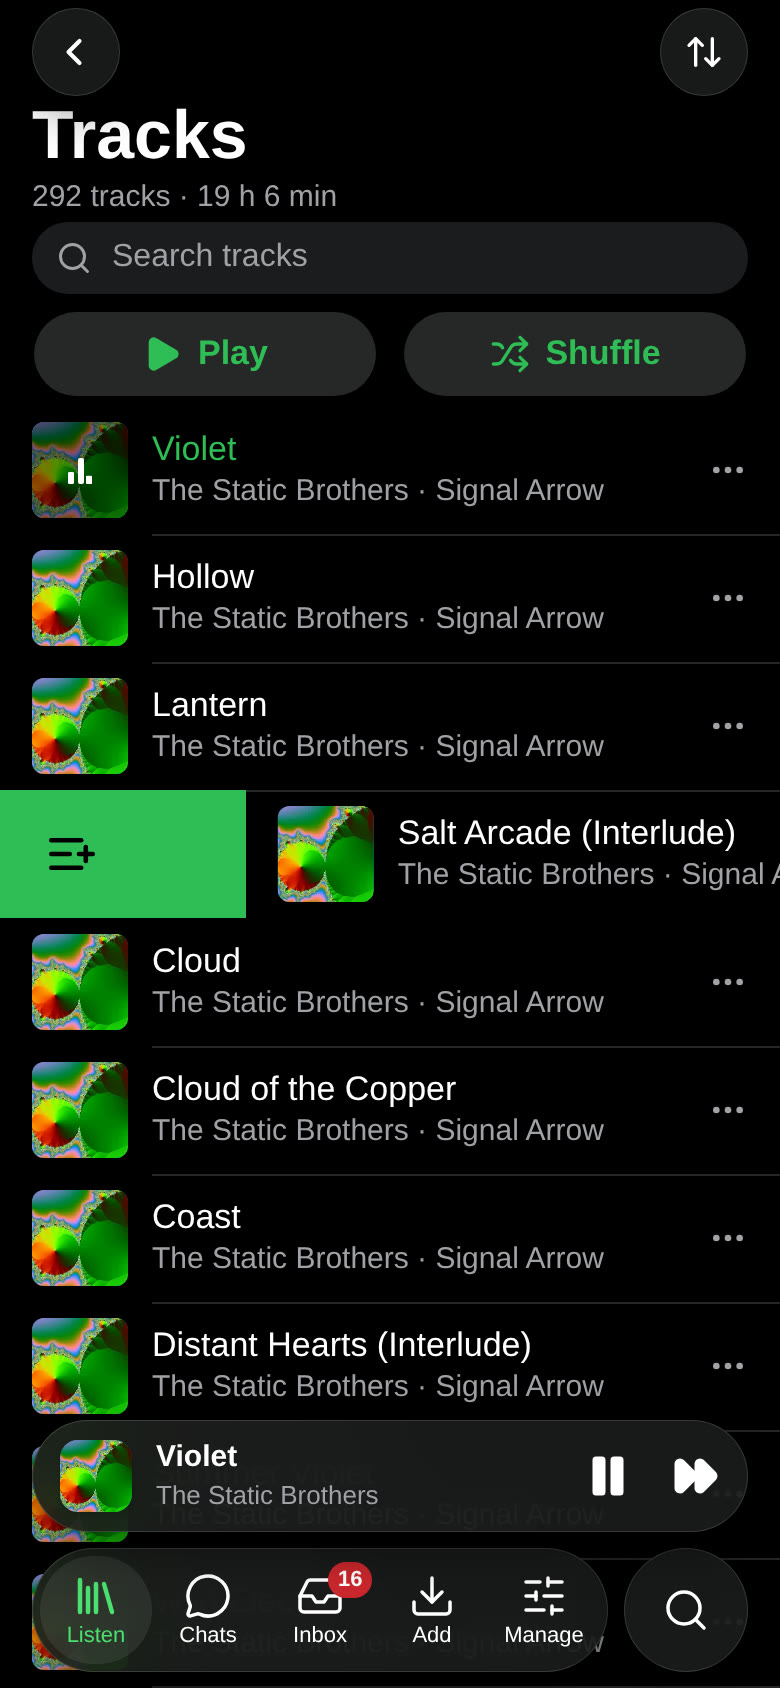 Tracks
292 tracks · 19 h 6 min
Search tracks
Play
Shuffle
Violet
The Static Brothers · Signal Arrow
Hollow
The Static Brothers · Signal Arrow
Lantern
The Static Brothers · Signal Arrow
Salt Arcade (Interlude)
The Static Brothers · Signal A
Cloud
The Static Brothers · Signal Arrow
Cloud of the Copper
The Static Brothers · Signal Arrow
Coast
The Static Brothers · Signal Arrow
Distant Hearts (Interlude)
The Static Brothers · Signal Arrow
Violet
The Static Brothers
16
Listen
Chats
Inbox
Add
Manage